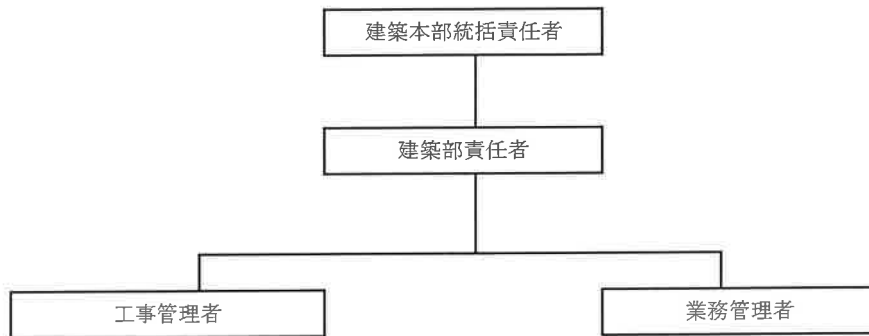 建築本部統括責任者
建築部責任者
工事管理者
業務管理者